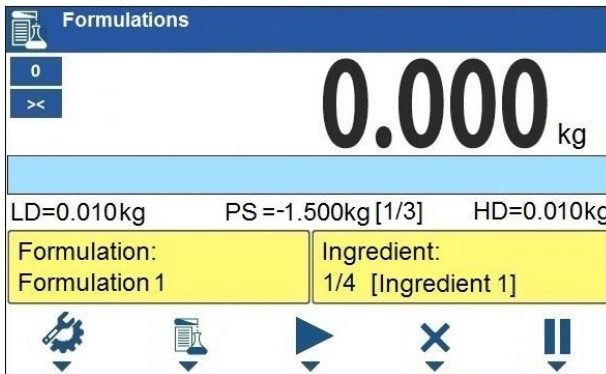 Formulations
0
><
0.000 kg
LD=0.010kg PS=-1.500kg [1/3] HD=0.010kg
Formulation:
Formulation 1
Ingredient:
1/4 [Ingredient 1]